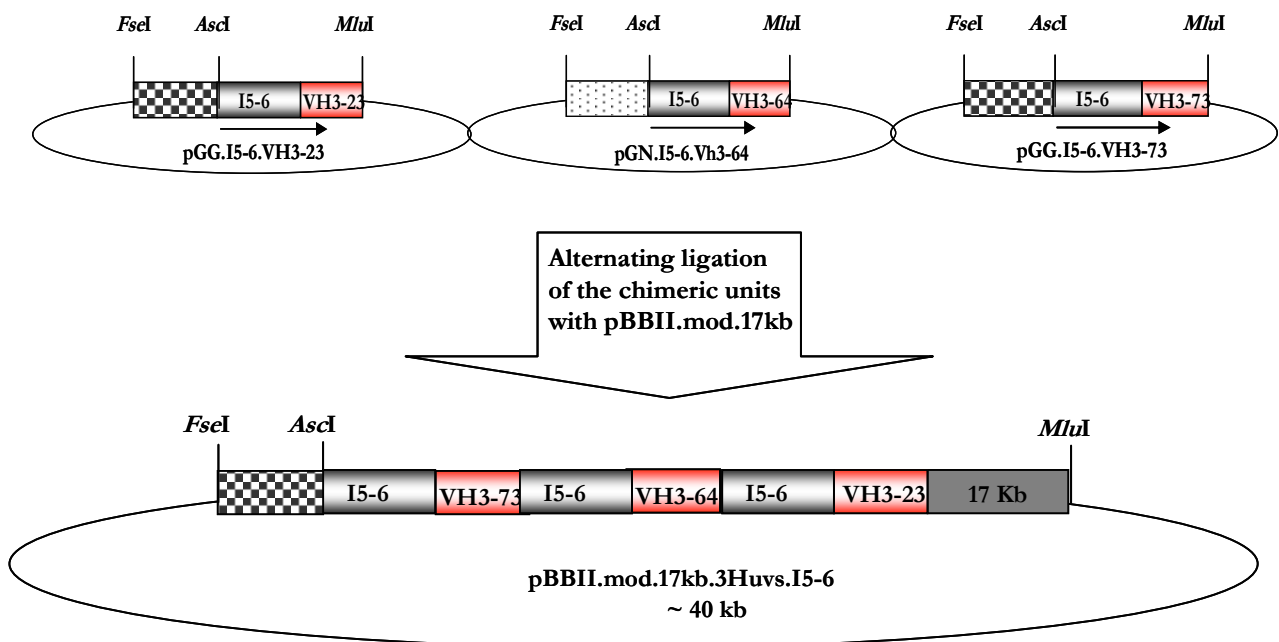 FseI AscI MluI FseI AscI MluI FseI AscI MluI
I5-6 VH3-23 I5-6 VH3-64 I5-6 VH3-73
pGG.I5-6.VH3-23 pGN.I5-6.Vh3-64 pGG.I5-6.VH3-73
Alternating ligation
of the chimeric units
with pBBII.mod.17kb
FseI AscI MluI
I5-6 VH3-73 I5-6 VH3-64 I5-6 VH3-23 17 Kb
pBBII.mod.17kb.3Huvs.I5-6
~ 40 kb